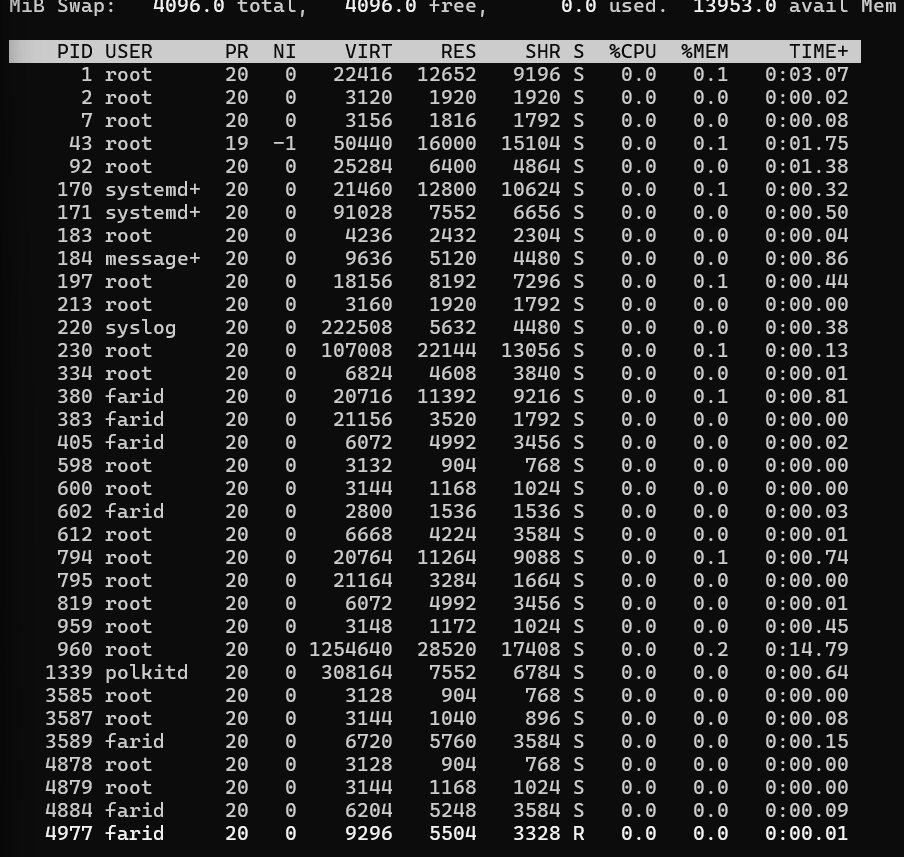 MiB Swap:   4096.0 total,   4096.0 free,      0.0 used.  13953.0 avail Mem
PID USER      PR  NI    VIRT    RES    SHR S  %CPU  %MEM     TIME+
1 root      20   0   22416  12652   9196 S   0.0   0.1   0:03.07
2 root      20   0    3120   1920   1920 S   0.0   0.0   0:00.02
7 root      20   0    3156   1816   1792 S   0.0   0.0   0:00.08
43 root      19  -1   50440  16000  15104 S   0.0   0.1   0:01.75
92 root      20   0   25284   6400   4864 S   0.0   0.0   0:01.38
170 systemd+  20   0   21460  12800  10624 S   0.0   0.1   0:00.32
171 systemd+  20   0   91028   7552   6656 S   0.0   0.0   0:00.50
183 root      20   0    4236   2432   2304 S   0.0   0.0   0:00.04
184 message+  20   0    9636   5120   4480 S   0.0   0.0   0:00.86
197 root      20   0   18156   8192   7296 S   0.0   0.1   0:00.44
213 root      20   0    3160   1920   1792 S   0.0   0.0   0:00.00
220 syslog    20   0  222508   5632   4480 S   0.0   0.0   0:00.38
230 root      20   0  107008  22144  13056 S   0.0   0.1   0:00.13
334 root      20   0    6824   4608   3840 S   0.0   0.0   0:00.01
380 farid     20   0   20716  11392   9216 S   0.0   0.1   0:00.81
383 farid     20   0   21156   3520   1792 S   0.0   0.0   0:00.00
405 farid     20   0    6072   4992   3456 S   0.0   0.0   0:00.02
598 root      20   0    3132    904    768 S   0.0   0.0   0:00.00
600 root      20   0    3144   1168   1024 S   0.0   0.0   0:00.00
602 farid     20   0    2800   1536   1536 S   0.0   0.0   0:00.03
612 root      20   0    6668   4224   3584 S   0.0   0.0   0:00.01
794 root      20   0   20764  11264   9088 S   0.0   0.1   0:00.74
795 root      20   0   21164   3284   1664 S   0.0   0.0   0:00.00
819 root      20   0    6072   4992   3456 S   0.0   0.0   0:00.01
959 root      20   0    3148   1172   1024 S   0.0   0.0   0:00.45
960 root      20   0 1254640  28520  17408 S   0.0   0.2   0:14.79
1339 polkitd   20   0  308164   7552   6784 S   0.0   0.0   0:00.64
3585 root      20   0    3128    904    768 S   0.0   0.0   0:00.00
3587 root      20   0    3144   1040    896 S   0.0   0.0   0:00.08
3589 farid     20   0    6720   5760   3584 S   0.0   0.0   0:00.15
4878 root      20   0    3128    904    768 S   0.0   0.0   0:00.00
4879 root      20   0    3144   1168   1024 S   0.0   0.0   0:00.00
4884 farid     20   0    6204   5248   3584 S   0.0   0.0   0:00.09
4977 farid     20   0    9296   5504   3328 R   0.0   0.0   0:00.01